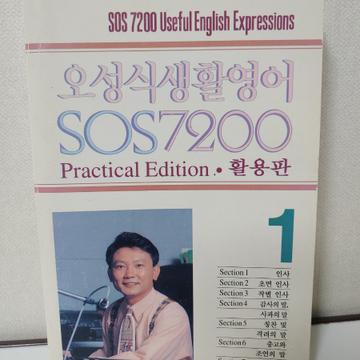 SOS 7200 Useful English Expressions
오성식생활영어
SOS7200
Practical Edition · 활용판
1
Section 1 인사
Section 2 초면 인사
Section 3 작별 인사
Section 4 감사의 말,
사과의 말
Section 5 칭찬 및
격려의 말
Section 6 충고와
조언의 말